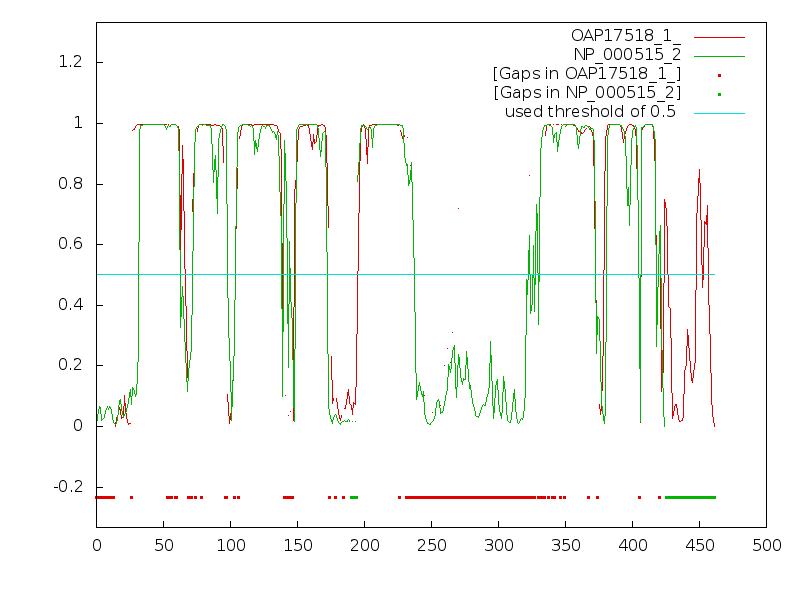 OAP17518_1_
NP_000515_2
[Gaps in OAP17518_1_]
[Gaps in NP_000515_2]
used threshold of 0.5
1.2
1
0.8
0.6
0.4
0.2
0
-0.2
0 50 100 150 200 250 300 350 400 450 500